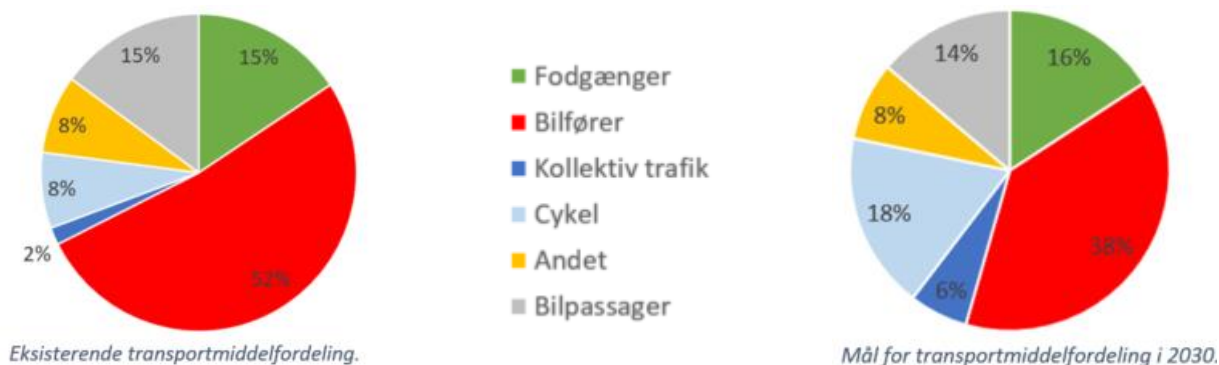 15%
15%
8%
8%
2%
52%
Eksisterende transportmiddelfordeling.
Fodgænger
Bilfører
Kollektiv trafik
Cykel
Andet
Bilpassager
14%
16%
8%
18%
38%
6%
Mål for transportmiddelfordeling i 2030.